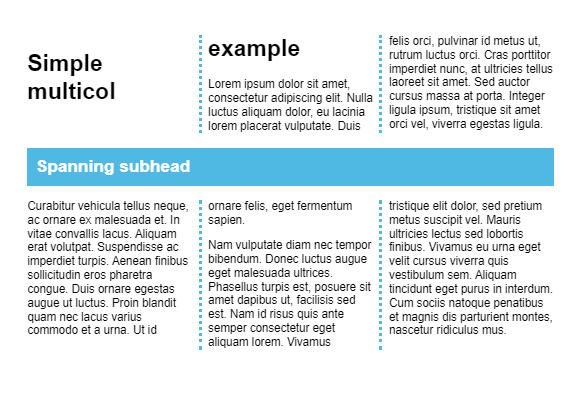 Simple
multicol
example
Lorem ipsum dolor sit amet,
consectetur adipiscing elit. Nulla
luctus aliquam dolor, eu lacinia
lorem placerat vulputate. Duis
felis orci, pulvinar id metus ut,
rutrum luctus orci. Cras porttitor
imperdiet nunc, at ultricies tellus
laoreet sit amet. Sed auctor
cursus massa at porta. Integer
ligula ipsum, tristique sit amet
orci vel, viverra egestas ligula.
Spanning subhead
Curabitur vehicula tellus neque,
ac ornare ex malesuada et. In
vitae convallis lacus. Aliquam
erat volutpat. Suspendisse ac
imperdiet turpis. Aenean finibus
sollicitudin eros pharetra
congue. Duis ornare egestas
augue ut luctus. Proin blandit
quam nec lacus varius
commodo et a urna. Ut id
ornare felis, eget fermentum
sapien.
Nam vulputate diam nec tempor
bibendum. Donec luctus augue
eget malesuada ultrices.
Phasellus turpis est, posuere sit
amet dapibus ut, facilisis sed
est. Nam id risus quis ante
semper consectetur eget
aliquam lorem. Vivamus
tristique elit dolor, sed pretium
metus suscipit vel. Mauris
ultricies lectus sed lobortis
finibus. Vivamus eu urna eget
velit cursus viverra quis
vestibulum sem. Aliquam
tincidunt eget purus in interdum.
Cum sociis natoque penatibus
et magnis dis parturient montes,
nascetur ridiculus mus.